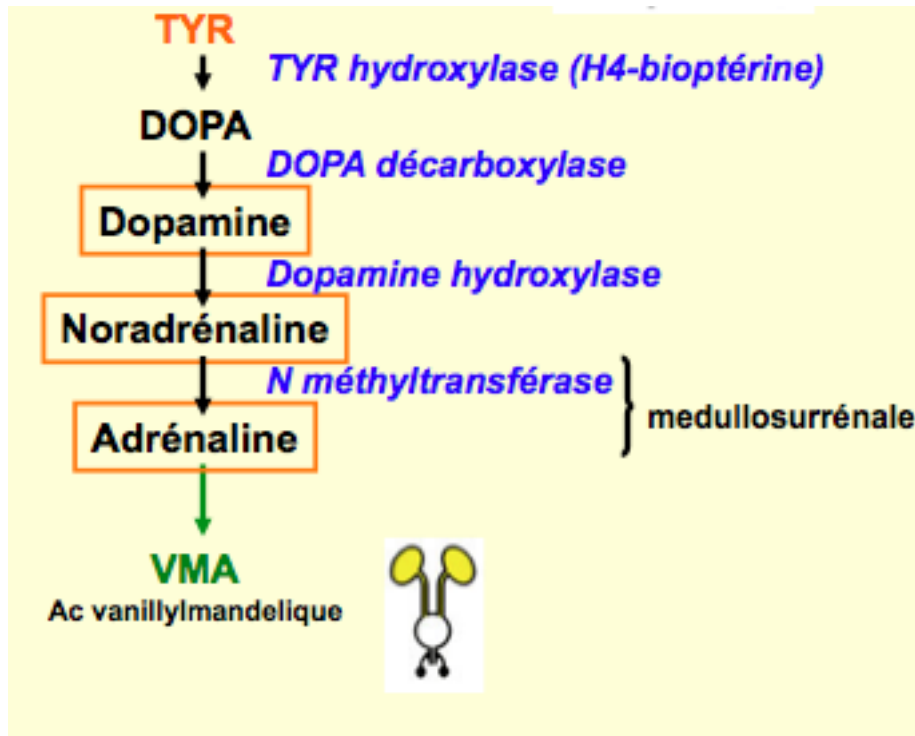 TYR
TYR hydroxylase (H4-bioptérine)
DOPA
DOPA décarboxylase
Dopamine
Dopamine hydroxylase
Noradrénaline
N méthyltransférase
medullosurrénale
Adrénaline
VMA
Ac vanillylmandelique